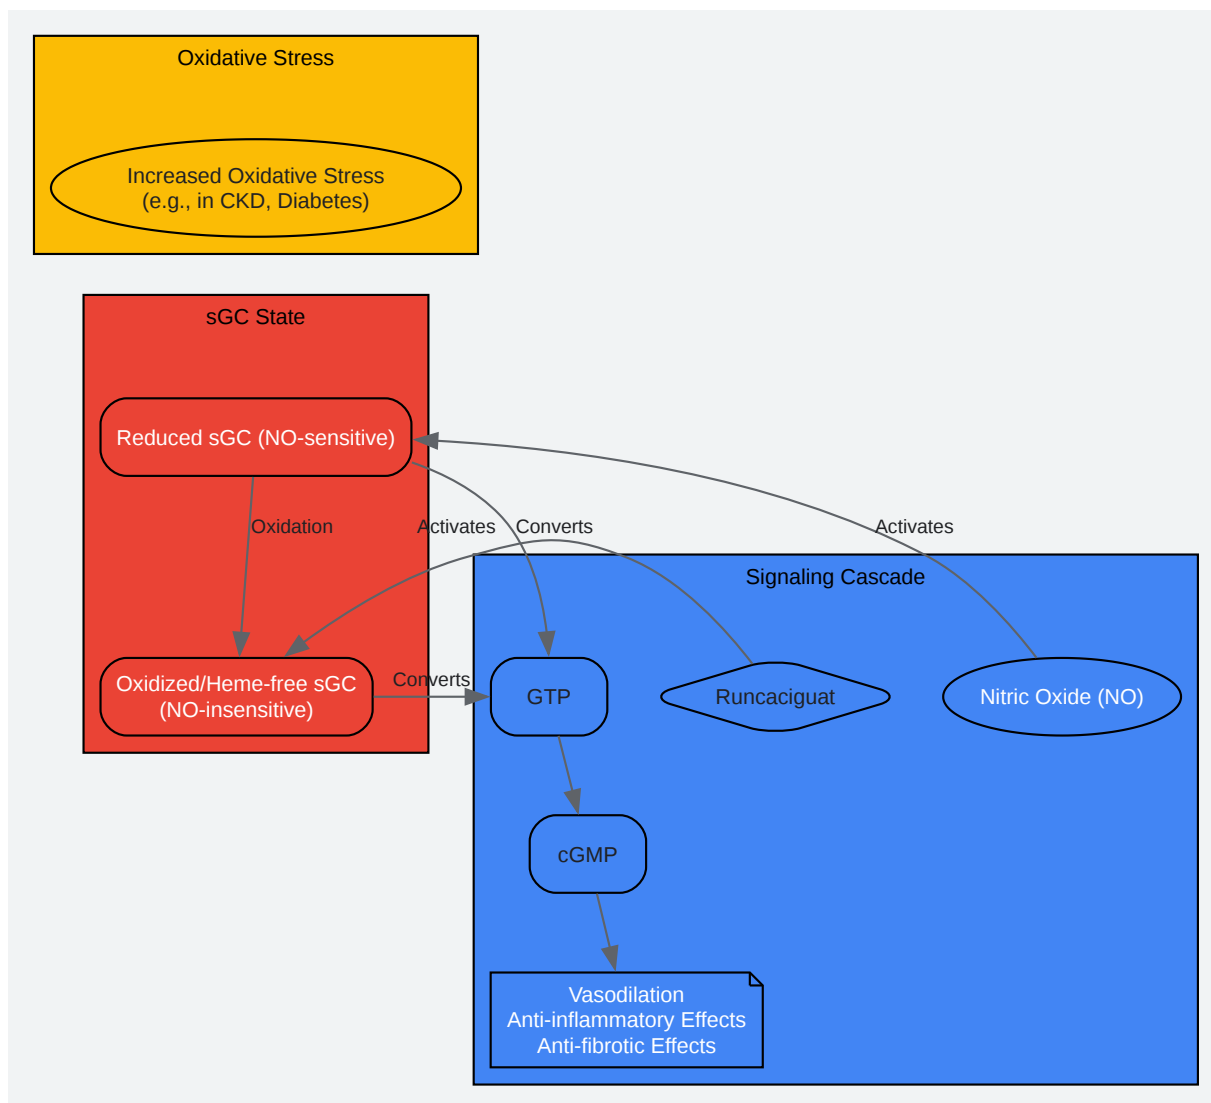 Oxidative Stress
Increased Oxidative Stress
(e.g., in CKD, Diabetes)
sGC State
Reduced sGC (NO-sensitive)
Oxidation
Activates
Converts
Activates
Signaling Cascade
Oxidized/Heme-free sGC
(NO-insensitive)
Converts
GTP
Runcaciguat
Nitric Oxide (NO)
cGMP
Vasodilation
Anti-inflammatory Effects
Anti-fibrotic Effects